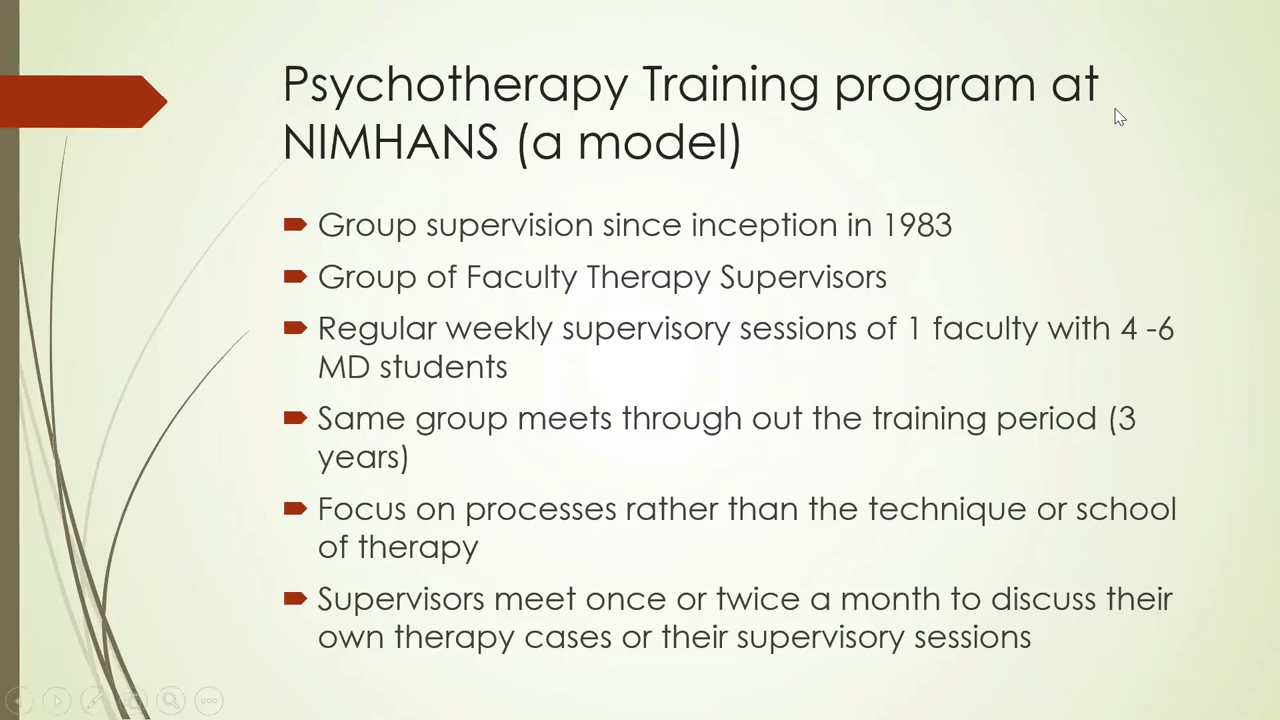 Psychotherapy Training program at
NIMHANS (a model)
Group supervision since inception in 1983
Group of Faculty Therapy Supervisors
Regular weekly supervisory sessions of 1 faculty with 4 -6
MD students
Same group meets through out the training period (3
years)
Focus on processes rather than the technique or school
of therapy
Supervisors meet once or twice a month to discuss their
own therapy cases or their supervisory sessions